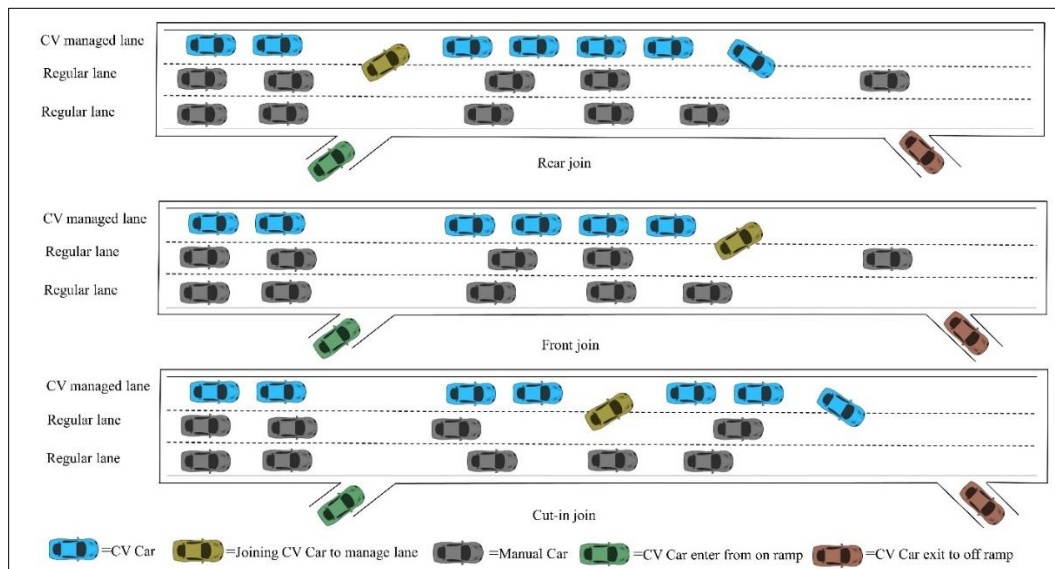 CV managed lane
Regular lane
Regular lane
Rear join
CV managed lane
Regular lane
Regular lane
Front join
CV managed lane
Regular lane
Regular lane
Cut-in join
=CV Car =Joining CV Car to manage lane =Manual Car =CV Car enter from on ramp =CV Car exit to off ramp